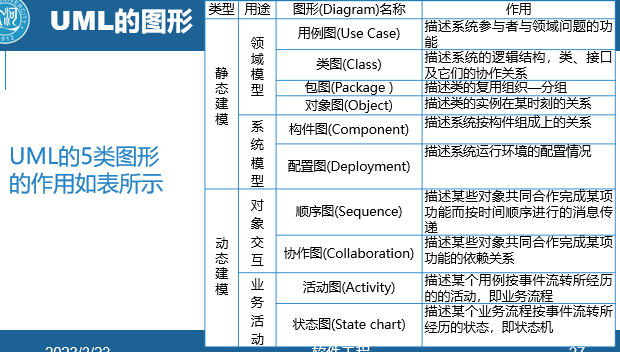 UML的图形
UML的5类图形
的作用如表所示
类型 用途 图形(Diagram)名称 作用
静态建模
领域模型
用例图(Use Case) 描述系统参与者与领域问题的功
能
类图(Class) 描述系统的逻辑结构，类、接口
及它们的协作关系
包图(Package ) 描述类的复用组织—分组
对象图(Object) 描述类的实例在某时刻的关系
系统模型
构件图(Component) 描述系统按构件组成上的关系
配置图(Deployment) 描述系统运行环境的配置情况
动态建模
对象交互
顺序图(Sequence) 描述某些对象共同合作完成某项
功能而按时间顺序进行的消息传
递
协作图(Collaboration) 描述某些对象共同合作完成某项
功能的依赖关系
业务活动
活动图(Activity) 描述某个用例按事件流转所经历
的的活动，即业务流程
状态图(State chart) 描述某个业务流程按事件流转所
经历的状态，即状态机
软件工程